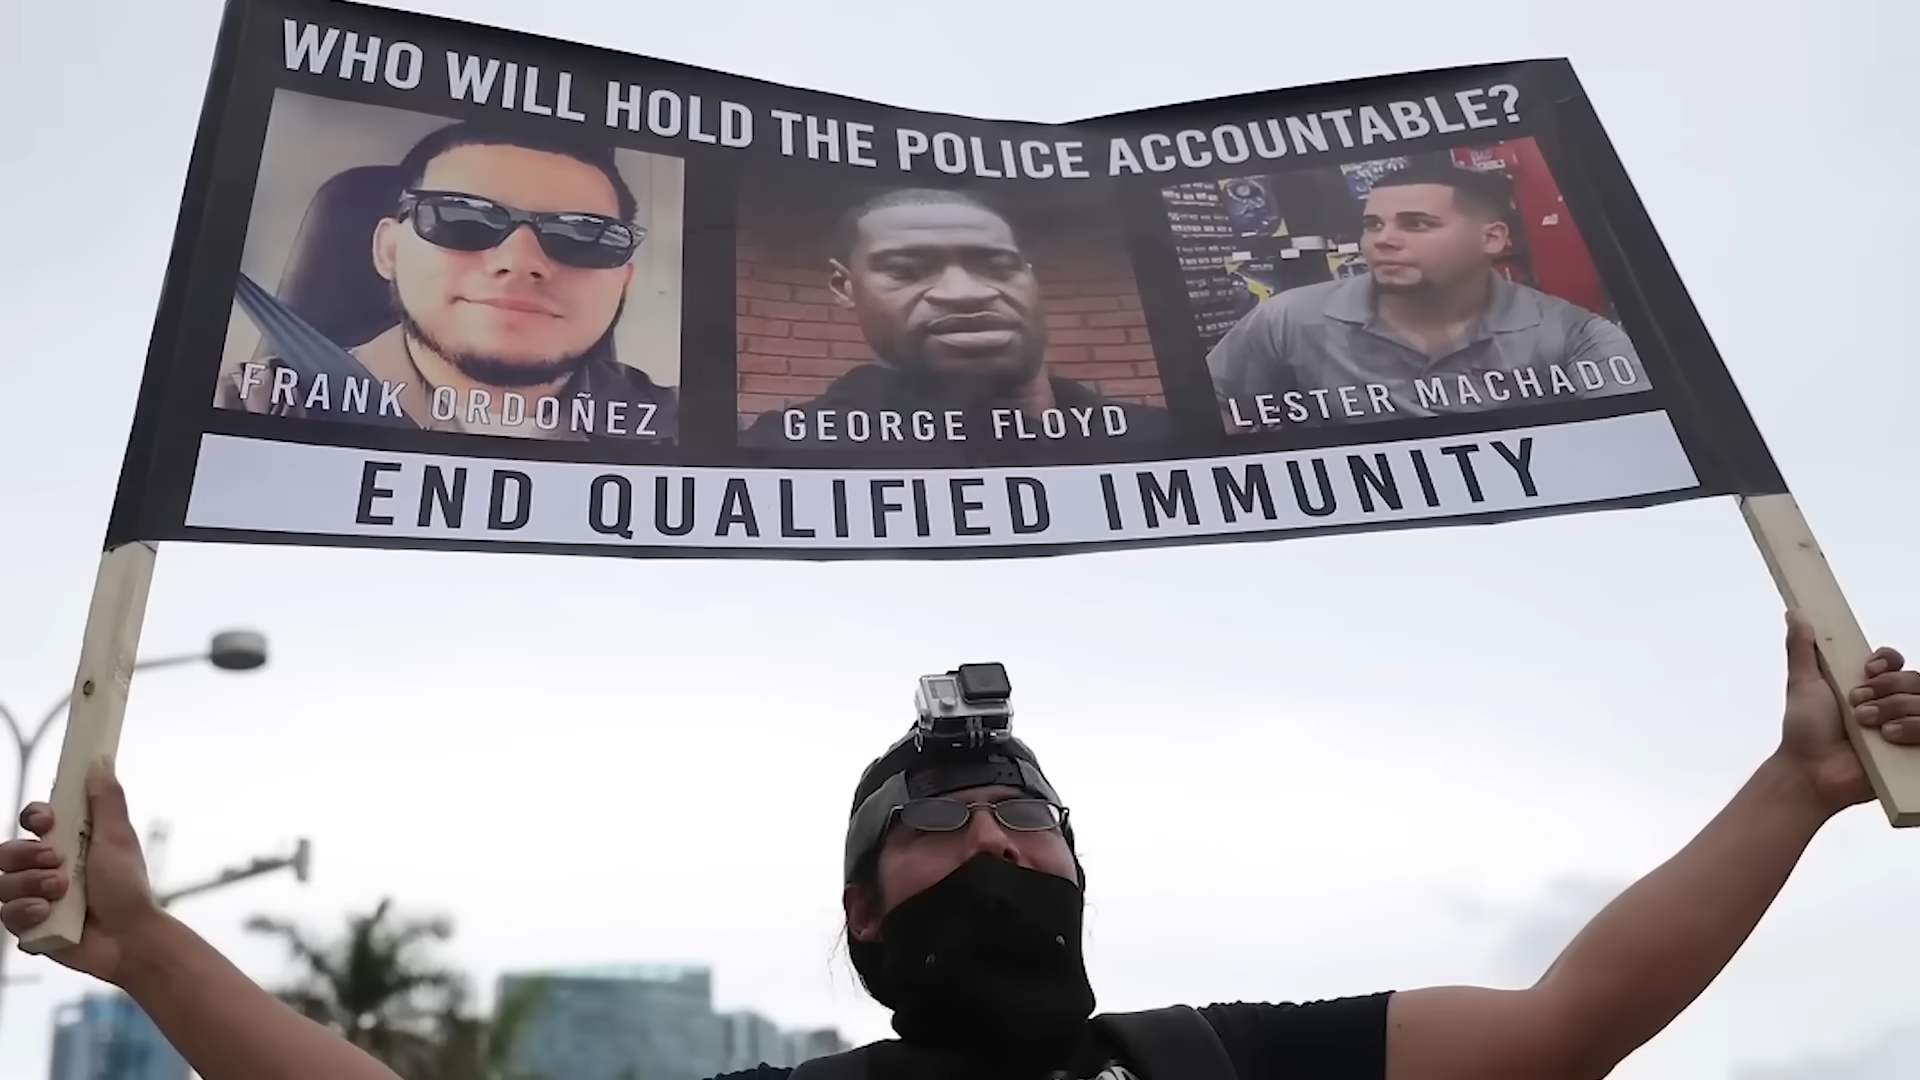 WHO WILL HOLD THE POLICE ACCOUNTABLE?
FRANK ORDOÑEZ
GEORGE FLOYD
LESTER MACHADO
END QUALIFIED IMMUNITY